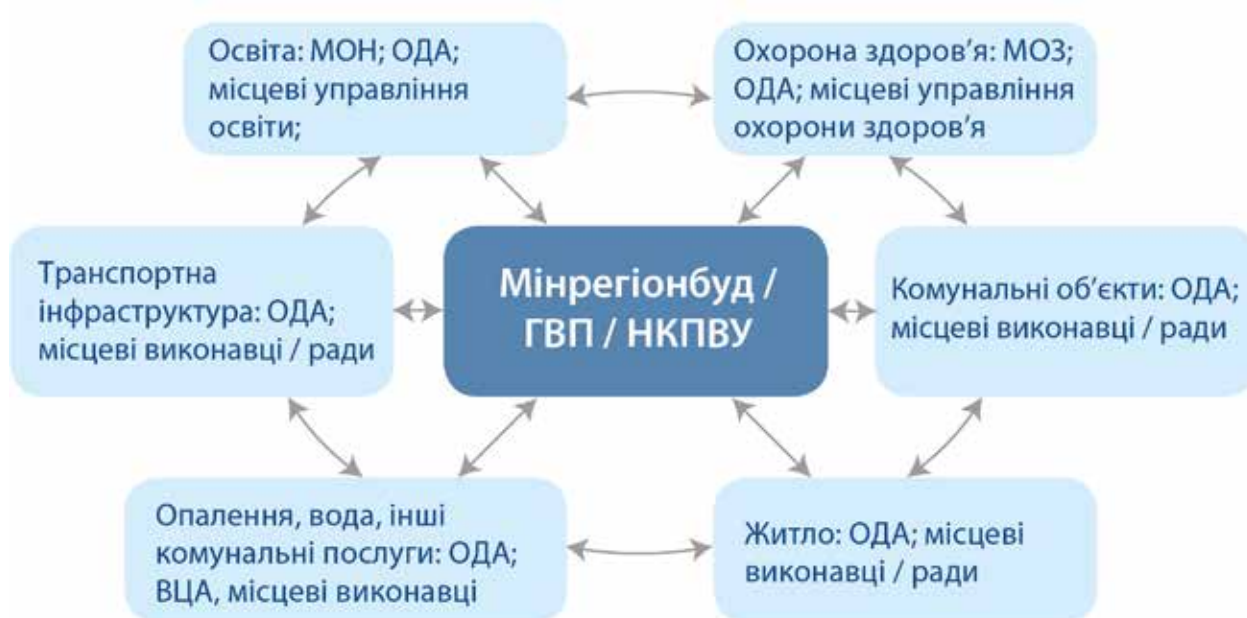 Освіта: МОН; ОДА;
місцеві управління
освіти;
Охорона здоров’я: МОЗ;
ОДА; місцеві управління
охорони здоров’я
Транспортна
інфраструктура: ОДА;
місцеві виконавці / ради
Мінрегіонбуд /
ГВП / НКПВУ
Комунальні об’єкти: ОДА;
місцеві виконавці / ради
Опалення, вода, інші
комунальні послуги: ОДА;
ВЦА, місцеві виконавці
Житло: ОДА; місцеві
виконавці / ради